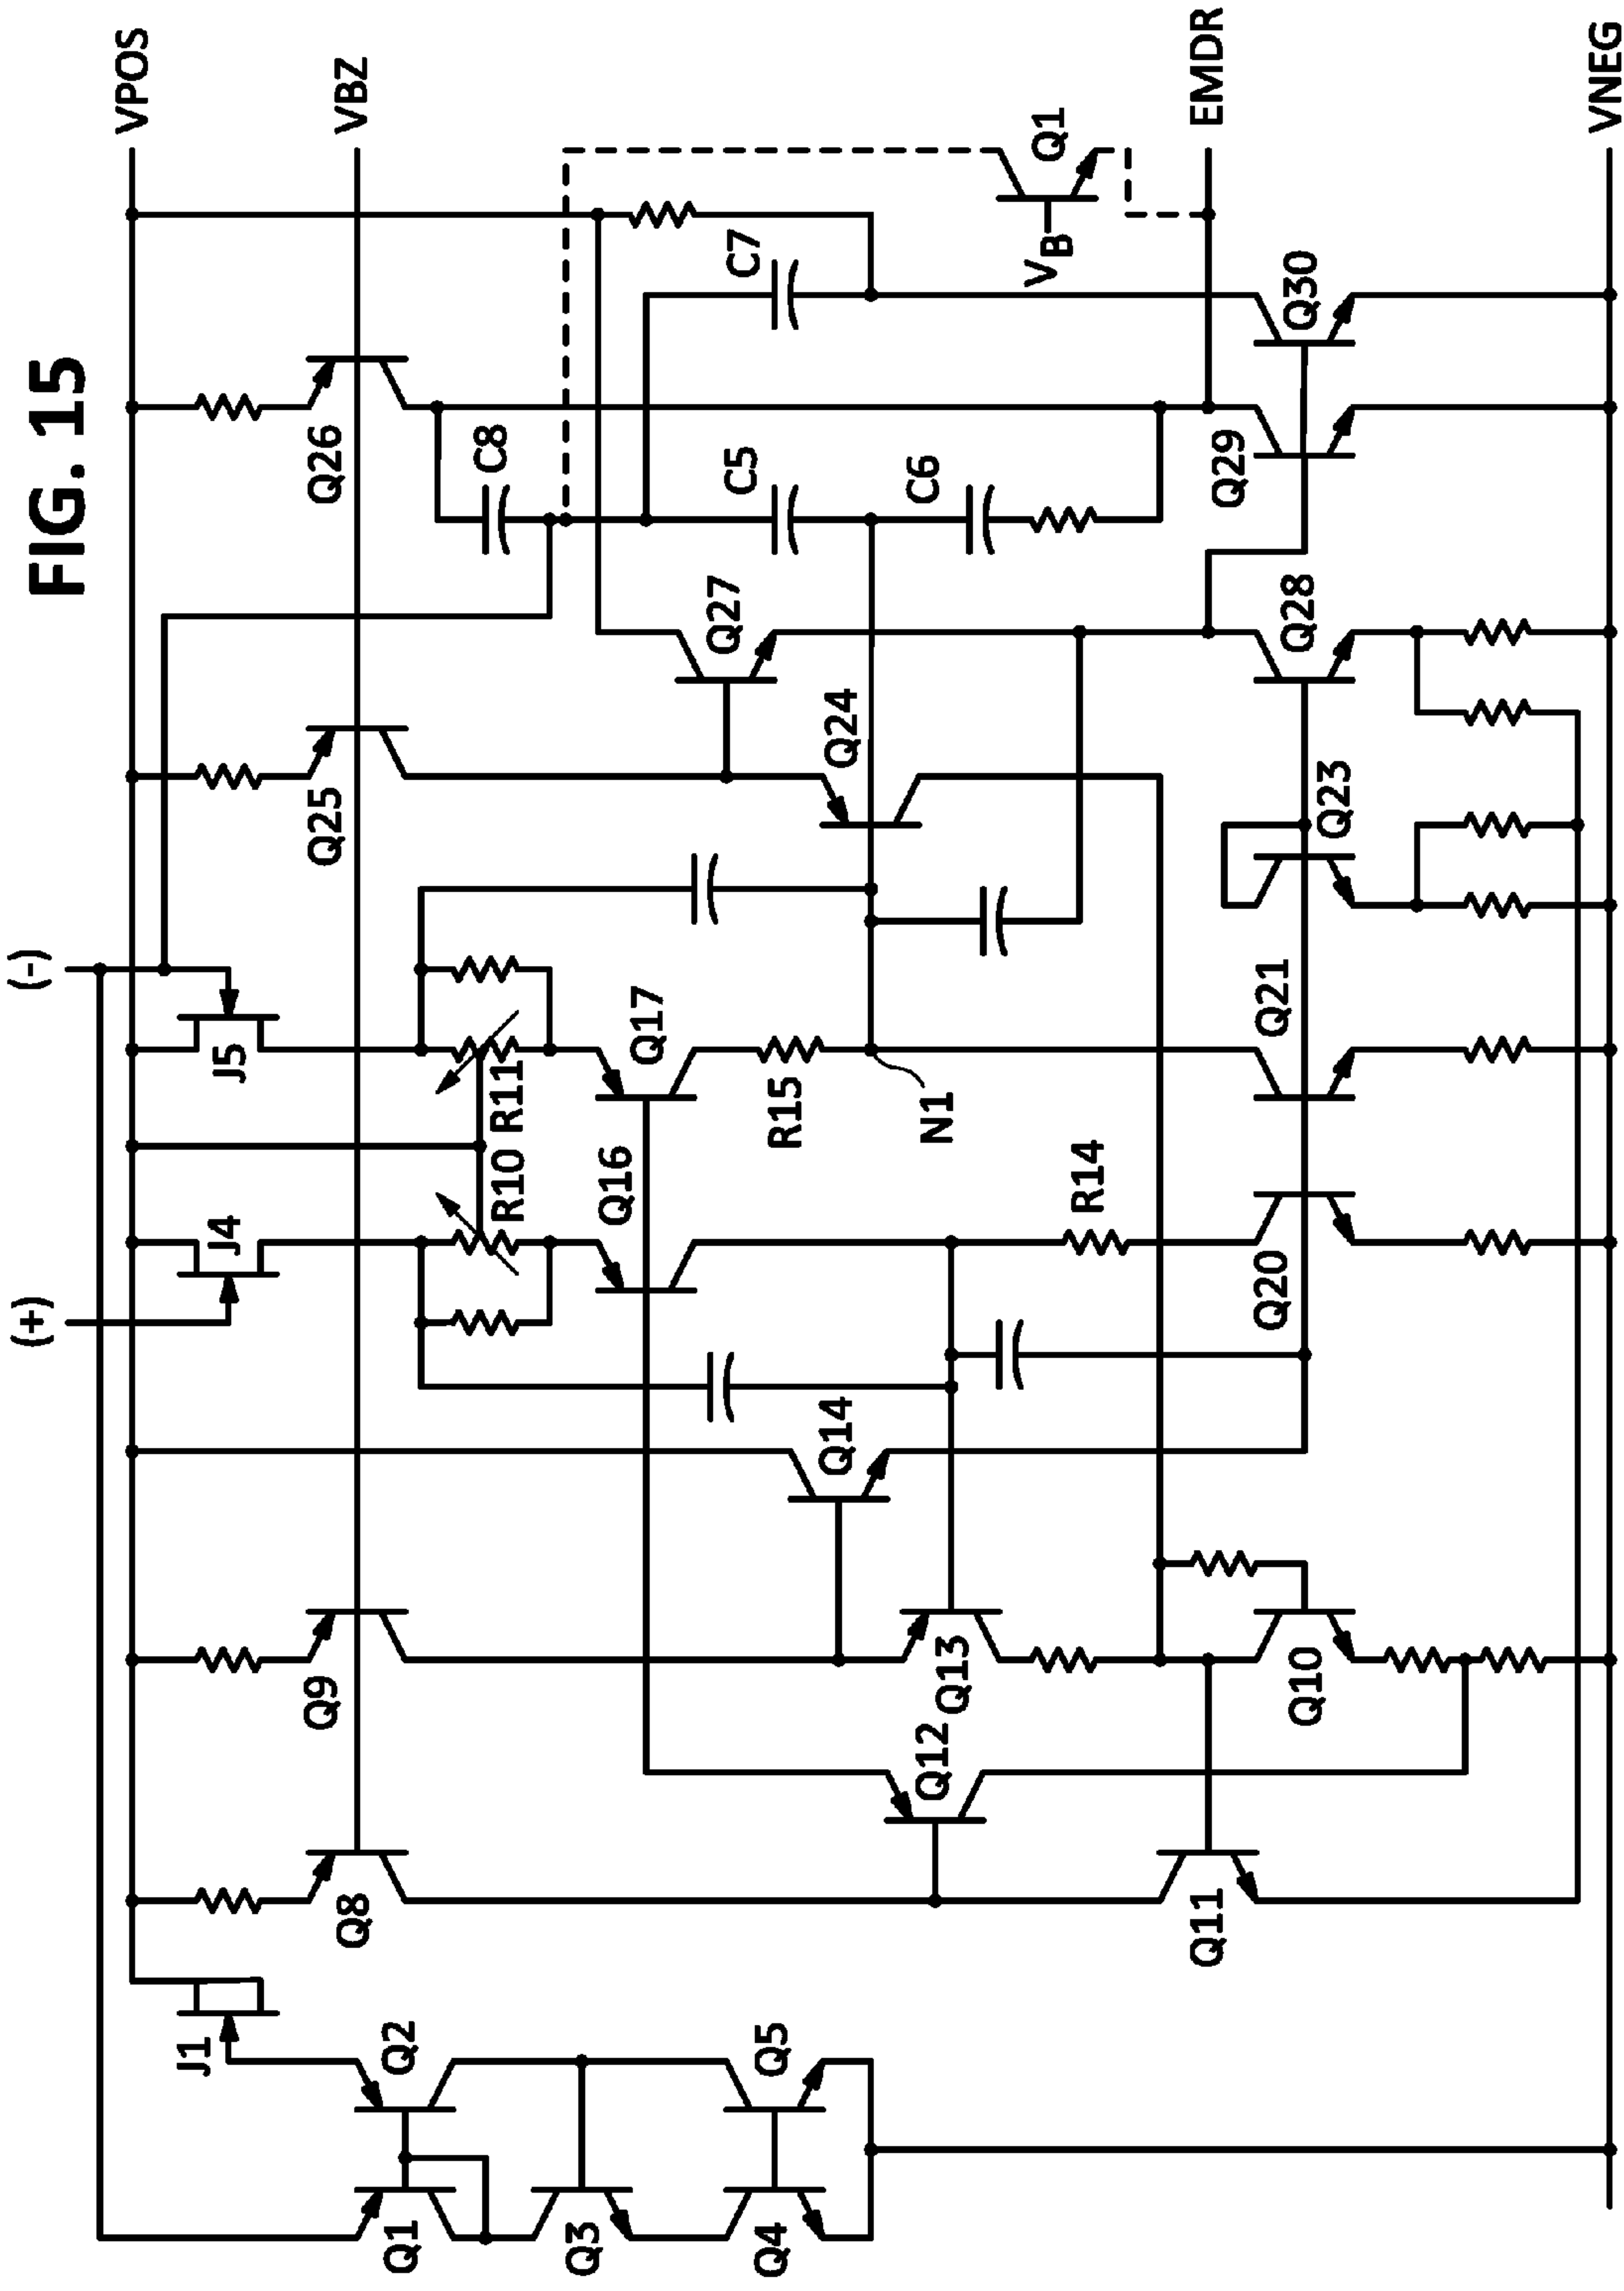 FIG. 15
(+)
(-)
VPOS
VBZ
EMDR
VNEG
J1
J4
J5
Q8
Q9
Q25
Q26
Q1
Q2
Q3
Q4
Q5
R10
R11
Q16
Q17
C8
C7
C5
C6
Q27
Q24
Q14
R15
N1
R14
Q12
Q13
VB
Q1
Q11
Q10
Q20
Q21
Q23
Q28
Q29
Q30